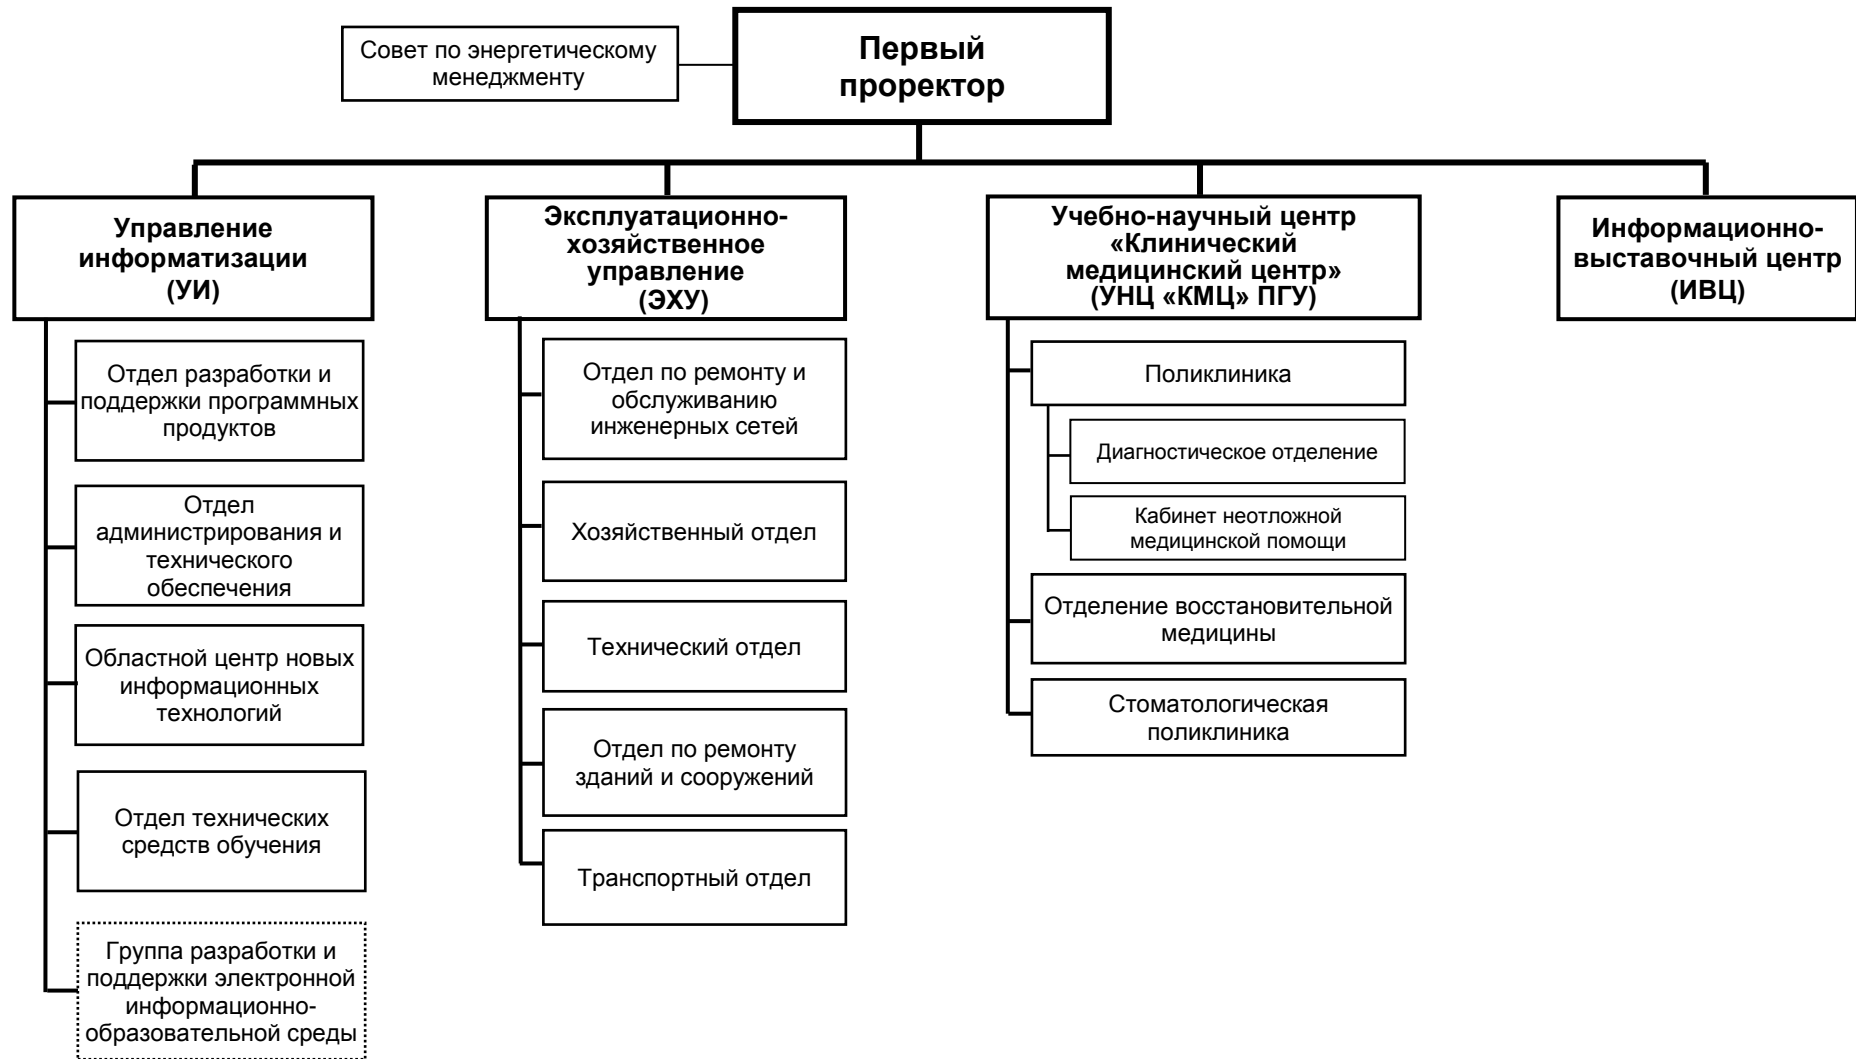 Совет по энергетическому
менеджменту
Первый
проректор
Управление
информатизации
(УИ)
Отдел разработки и
поддержки программных
продуктов
Отдел
администрирования и
технического
обеспечения
Областной центр новых
информационных
технологий
Отдел технических
средств обучения
Группа разработки и
поддержки электронной
информационно-
образовательной среды
Эксплуатационно-
хозяйственное
управление
(ЭХУ)
Отдел по ремонту и
обслуживанию
инженерных сетей
Хозяйственный отдел
Технический отдел
Отдел по ремонту
зданий и сооружений
Транспортный отдел
Учебно-научный центр
«Клинический
медицинский центр»
(УНЦ «КМЦ» ПГУ)
Поликлиника
Диагностическое отделение
Кабинет неотложной
медицинской помощи
Отделение восстановительной
медицины
Стоматологическая
поликлиника
Информационно-
выставочный центр
(ИВЦ)